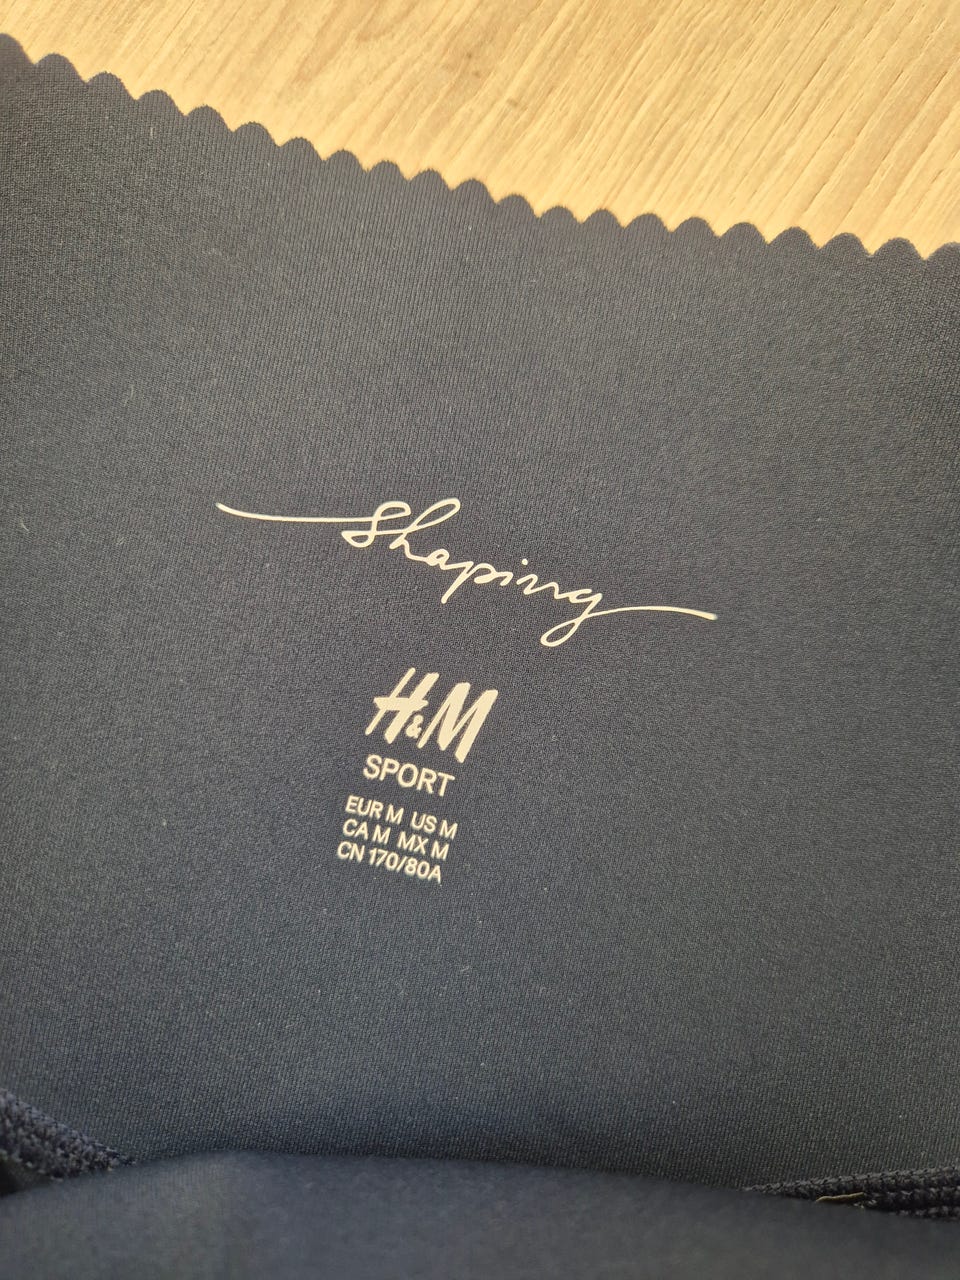 Shaping
H&M
SPORT
EUR M US M
CA M MX M
CN 170/80A